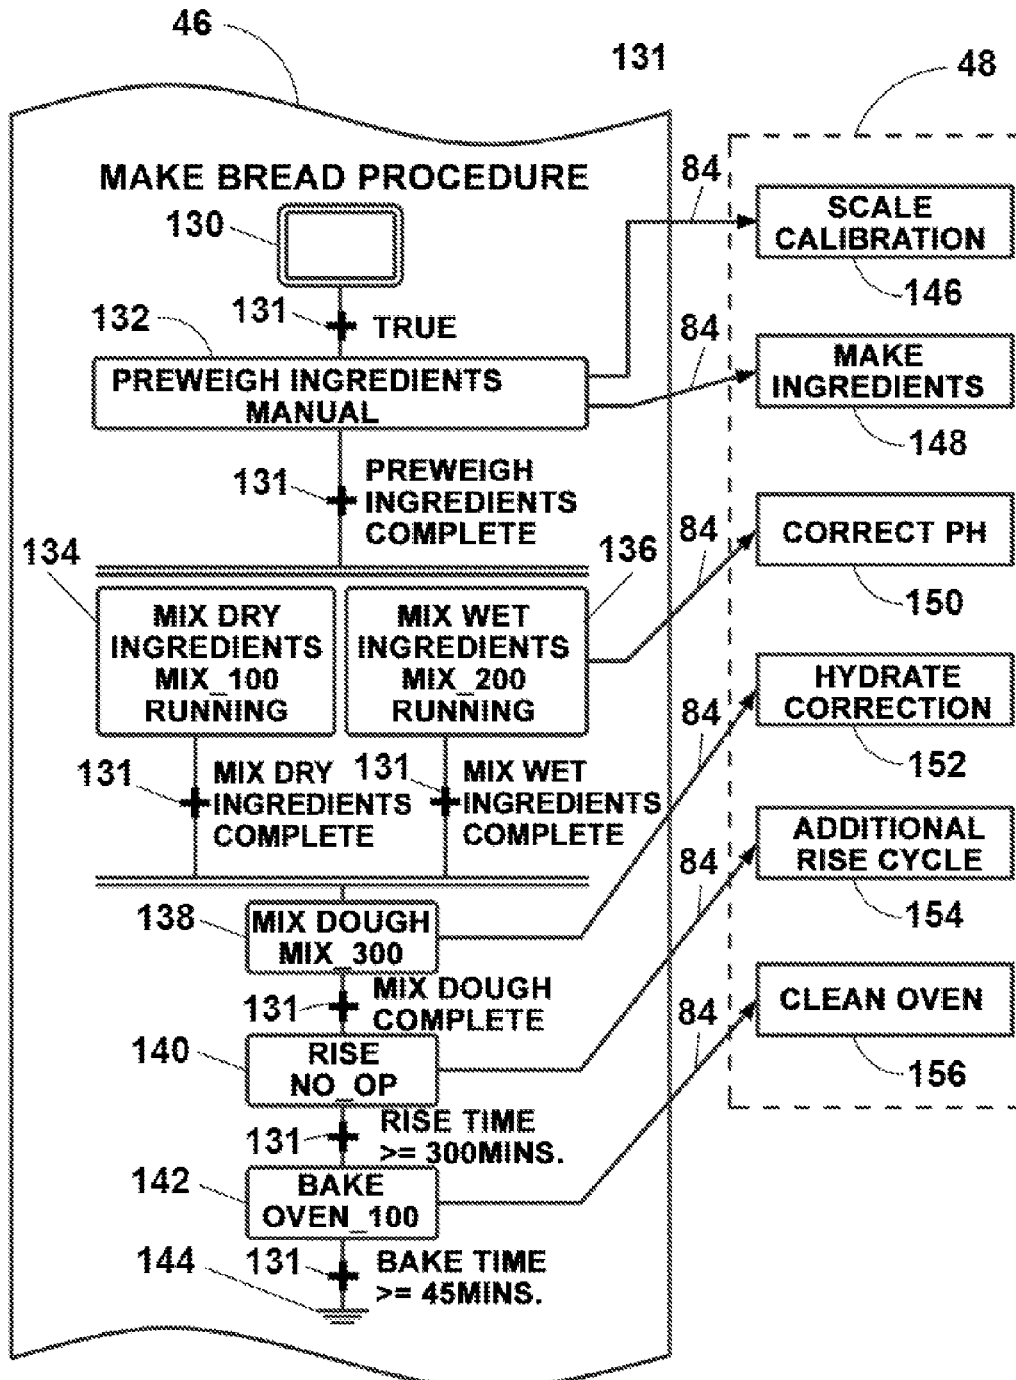 46
131
48
MAKE BREAD PROCEDURE
84
130
SCALE
CALIBRATION
146
131
TRUE
132
84
PREWEIGH INGREDIENTS
MANUAL
MAKE
INGREDIENTS
148
131
PREWEIGH
INGREDIENTS
COMPLETE
134
136
84
CORRECT PH
150
MIX DRY
INGREDIENTS
MIX_100
RUNNING
MIX WET
INGREDIENTS
MIX_200
RUNNING
84
HYDRATE
CORRECTION
152
131
MIX DRY
INGREDIENTS
COMPLETE
131
MIX WET
INGREDIENTS
COMPLETE
84
ADDITIONAL
RISE CYCLE
154
138
MIX DOUGH
MIX_300
131
MIX DOUGH
COMPLETE
84
CLEAN OVEN
156
140
RISE
NO_OP
131
RISE TIME
>= 300MINS.
142
BAKE
OVEN_100
144
131
BAKE TIME
>= 45MINS.